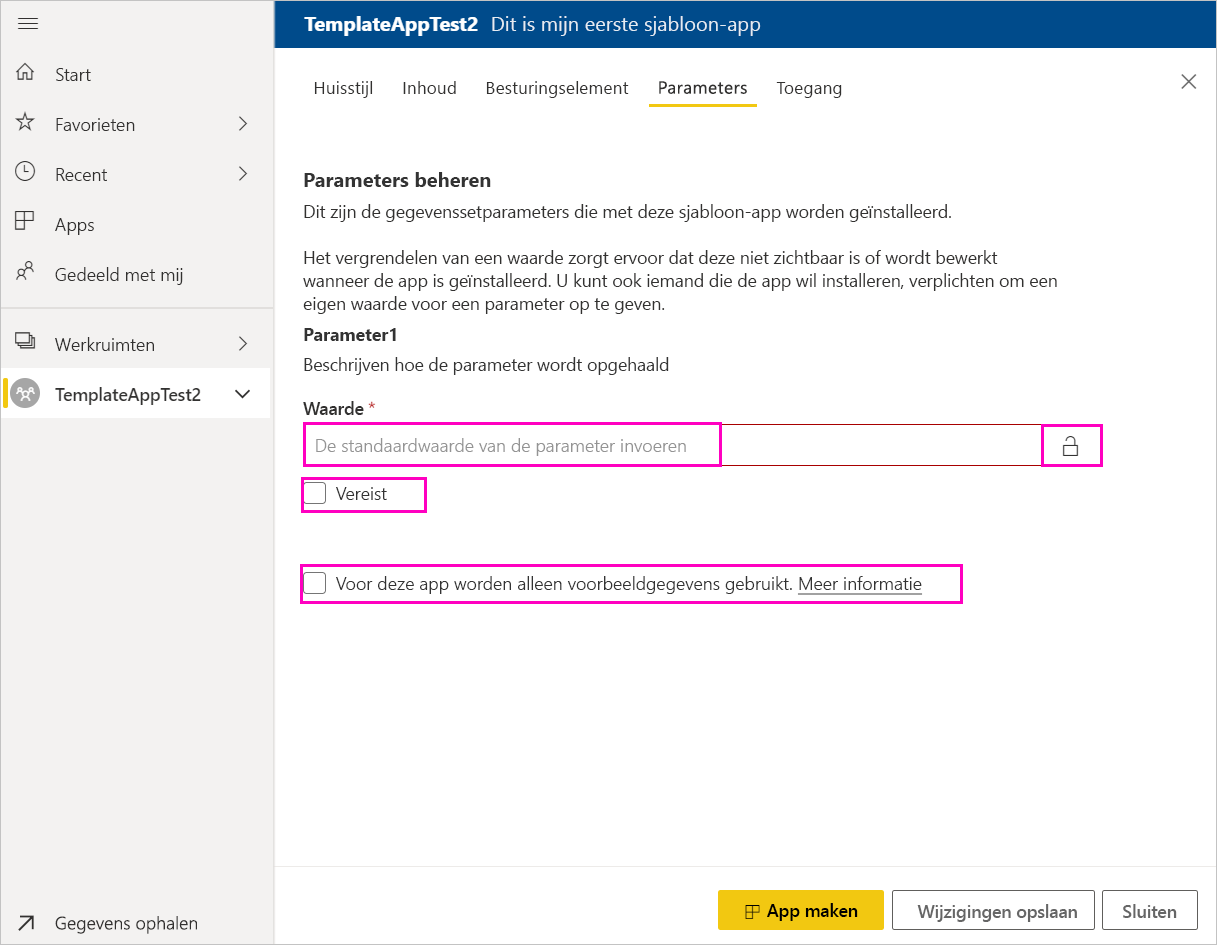 TemplateAppTest2 Dit is mijn eerste sjabloon-app
Start
Favorieten
Recent
Apps
Gedeeld met mij
Werkruimten
TemplateAppTest2
Gegevens ophalen
Huisstijl Inhoud Besturingselement Parameters Toegang
Parameters beheren
Dit zijn de gegevenssetparameters die met deze sjabloon-app worden geïnstalleerd.
Het vergrendelen van een waarde zorgt ervoor dat deze niet zichtbaar is of wordt bewerkt
wanneer de app is geïnstalleerd. U kunt ook iemand die de app wil installeren, verplichten om een
eigen waarde voor een parameter op te geven.
Parameter1
Beschrijven hoe de parameter wordt opgehaald
Waarde *
De standaardwaarde van de parameter invoeren
Vereist
Voor deze app worden alleen voorbeeldgegevens gebruikt. Meer informatie
App maken Wijzigingen opslaan Sluiten